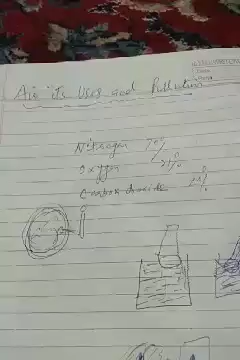 Air its Uses and Pollution
Nitrogen 78%
Oxygen 21%
Carbon dioxide